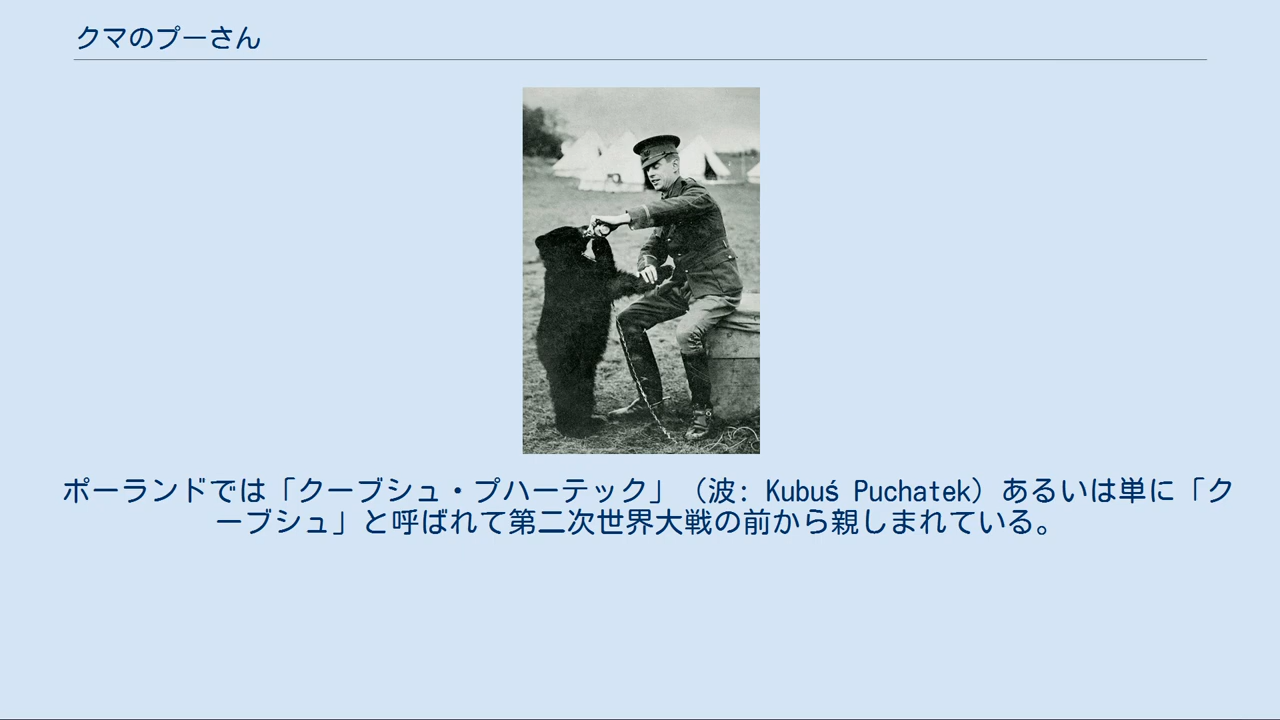 クマのプーさん
ポーランドでは「クーブシュ・プハーテック」（波: Kubuś Puchatek）あるいは単に「ク
ーブシュ」と呼ばれて第二次世界大戦の前から親しまれている。